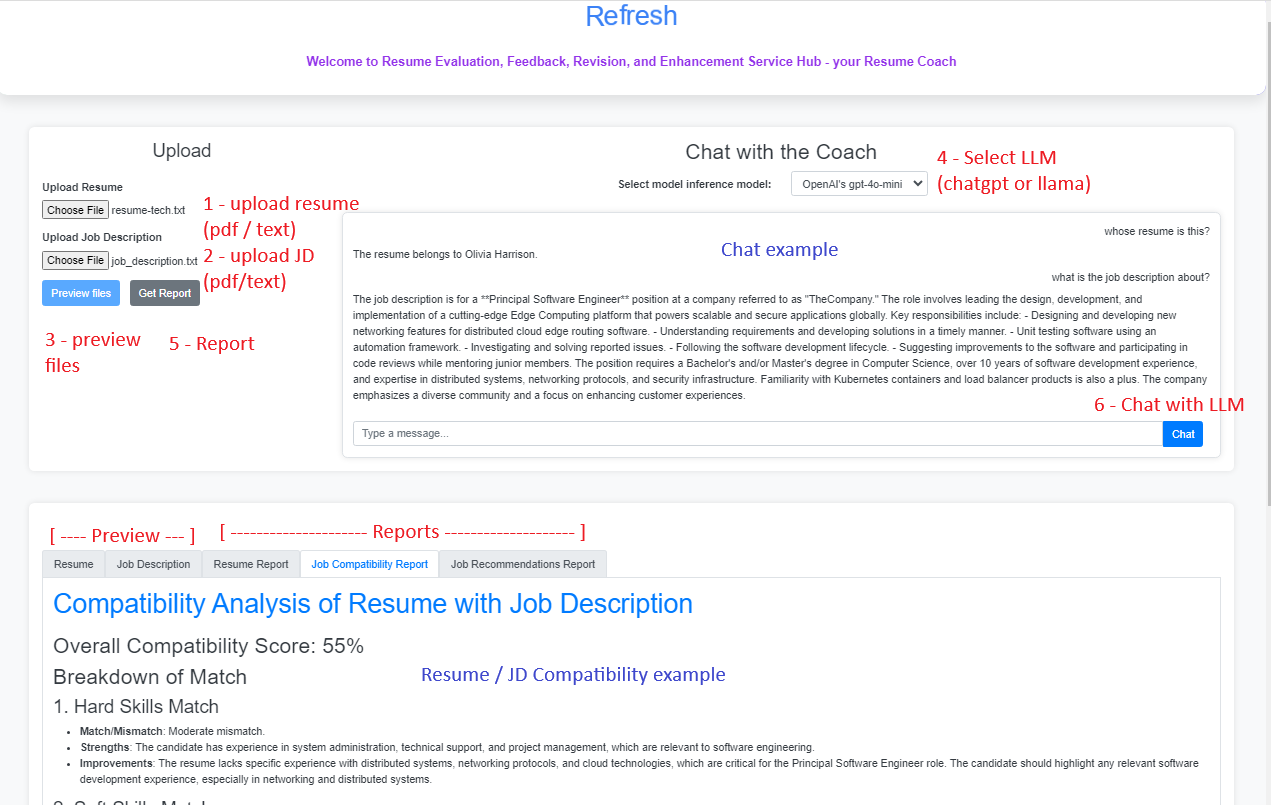 Refresh
Welcome to Resume Evaluation, Feedback, Revision, and Enhancement Service Hub - your Resume Coach
Upload
Upload Resume
Choose File resume-tech.txt
1 - upload resume
(pdf / text)
Upload Job Description
Choose File job_description.txt
2 - upload JD
(pdf/text)
Preview files
Get Report
3 - preview
files
5 - Report
Chat with the Coach
Select model inference model:
OpenAI's gpt-4o-mini
4 - Select LLM
(chatgpt or llama)
whose resume is this?
Chat example
The resume belongs to Olivia Harrison.
what is the job description about?
The job description is for a **Principal Software Engineer** position at a company referred to as "TheCompany." The role involves leading the design, development, and
implementation of a cutting-edge Edge Computing platform that powers scalable and secure applications globally. Key responsibilities include: - Designing and developing new
networking features for distributed cloud edge routing software. - Understanding requirements and developing solutions in a timely manner. - Unit testing software using an
automation framework. - Investigating and solving reported issues. - Following the software development lifecycle. - Suggesting improvements to the software and participating in
code reviews while mentoring junior members. The position requires a Bachelor's and/or Master's degree in Computer Science, over 10 years of software development experience,
and expertise in distributed systems, networking protocols, and security infrastructure. Familiarity with Kubernetes containers and load balancer products is also a plus. The company
emphasizes a diverse community and a focus on enhancing customer experiences.
6 - Chat with LLM
Type a message...
Chat
[ ---- Preview --- ]
[ --------------------- Reports -------------------- ]
Resume
Job Description
Resume Report
Job Compatibility Report
Job Recommendations Report
Compatibility Analysis of Resume with Job Description
Overall Compatibility Score: 55%
Breakdown of Match
Resume / JD Compatibility example
1. Hard Skills Match
• Match/Mismatch: Moderate mismatch.
• Strengths: The candidate has experience in system administration, technical support, and project management, which are relevant to software engineering.
• Improvements: The resume lacks specific experience with distributed systems, networking protocols, and cloud technologies, which are critical for the Principal Software Engineer role. The candidate should highlight any relevant software
development experience, especially in networking and distributed systems.
2. Soft Skills Match